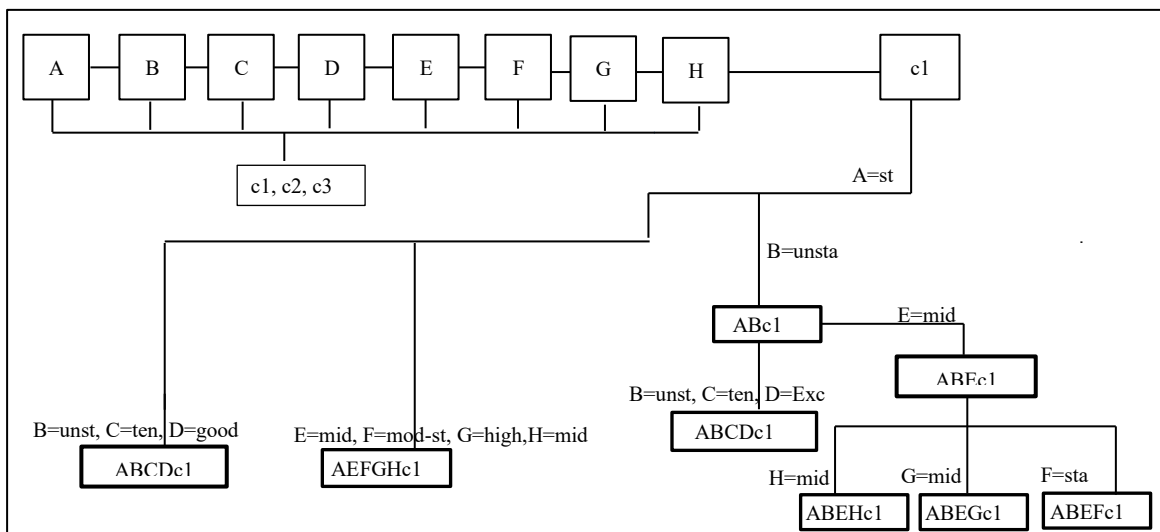 A B C D E F G H c1
c1, c2, c3
A=st
B=unsta
ABc1
E=mid
ABEc1
B=unst, C=ten, D=Exc
ABCDc1
B=unst, C=ten, D=good
ABCDc1
E=mid, F=mod-st, G=high,H=mid
AEFGHc1
H=mid
G=mid
F=sta
ABEHc1
ABEGc1
ABEFc1